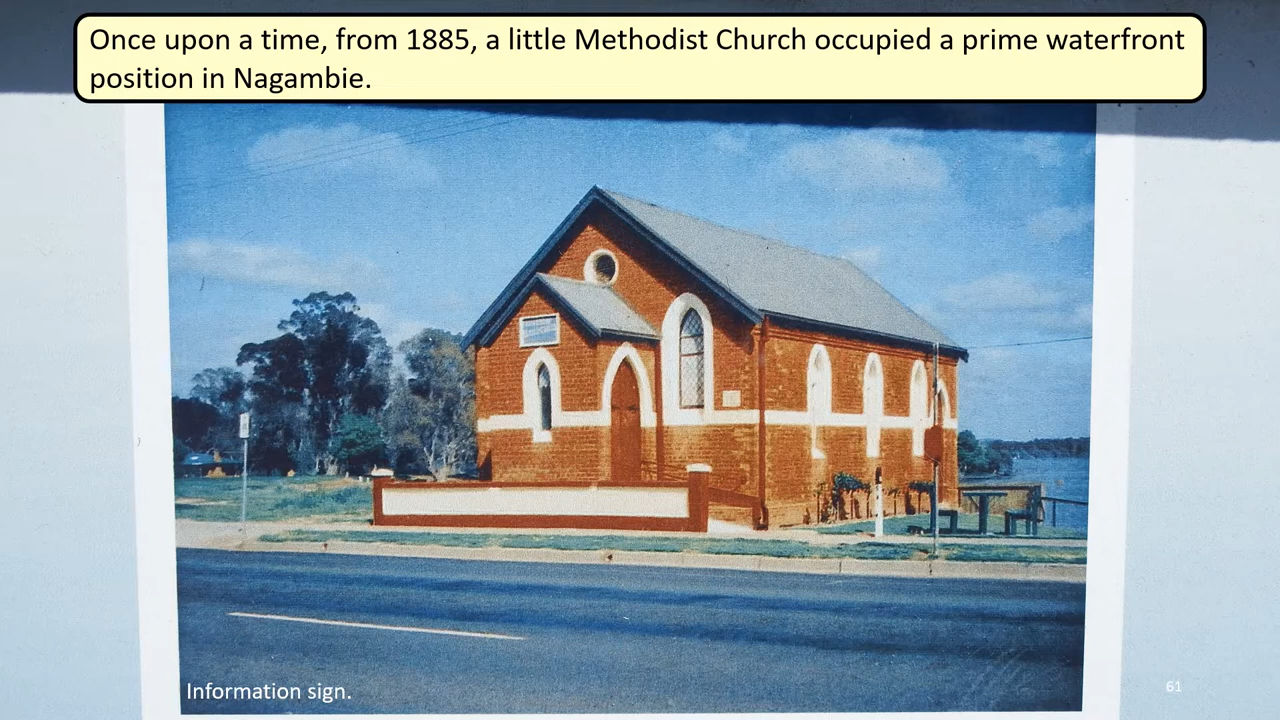 Once upon a time, from 1885, a little Methodist Church occupied a prime waterfront
position in Nagambie.
Information sign.
61